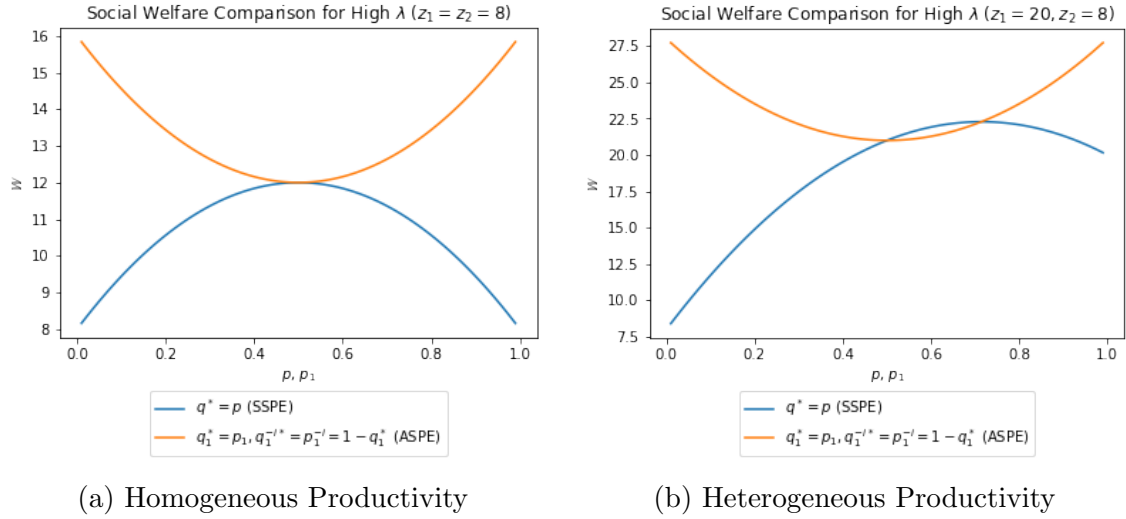 Social Welfare Comparison for High λ (z₁ = z₂ = 8)
16
15
14
13
12
11
10
9
8
W
0.0 0.2 0.4 0.6 0.8 1.0
p, p₁
q* = p (SSPE)
q₁* = p₁, q₁⁻ⁱ* = p₁⁻ⁱ = 1 − q₁* (ASPE)
(a) Homogeneous Productivity
Social Welfare Comparison for High λ (z₁ = 20, z₂ = 8)
27.5
25.0
22.5
20.0
17.5
15.0
12.5
10.0
7.5
W
0.0 0.2 0.4 0.6 0.8 1.0
p, p₁
q* = p (SSPE)
q₁* = p₁, q₁⁻ⁱ* = p₁⁻ⁱ = 1 − q₁* (ASPE)
(b) Heterogeneous Productivity